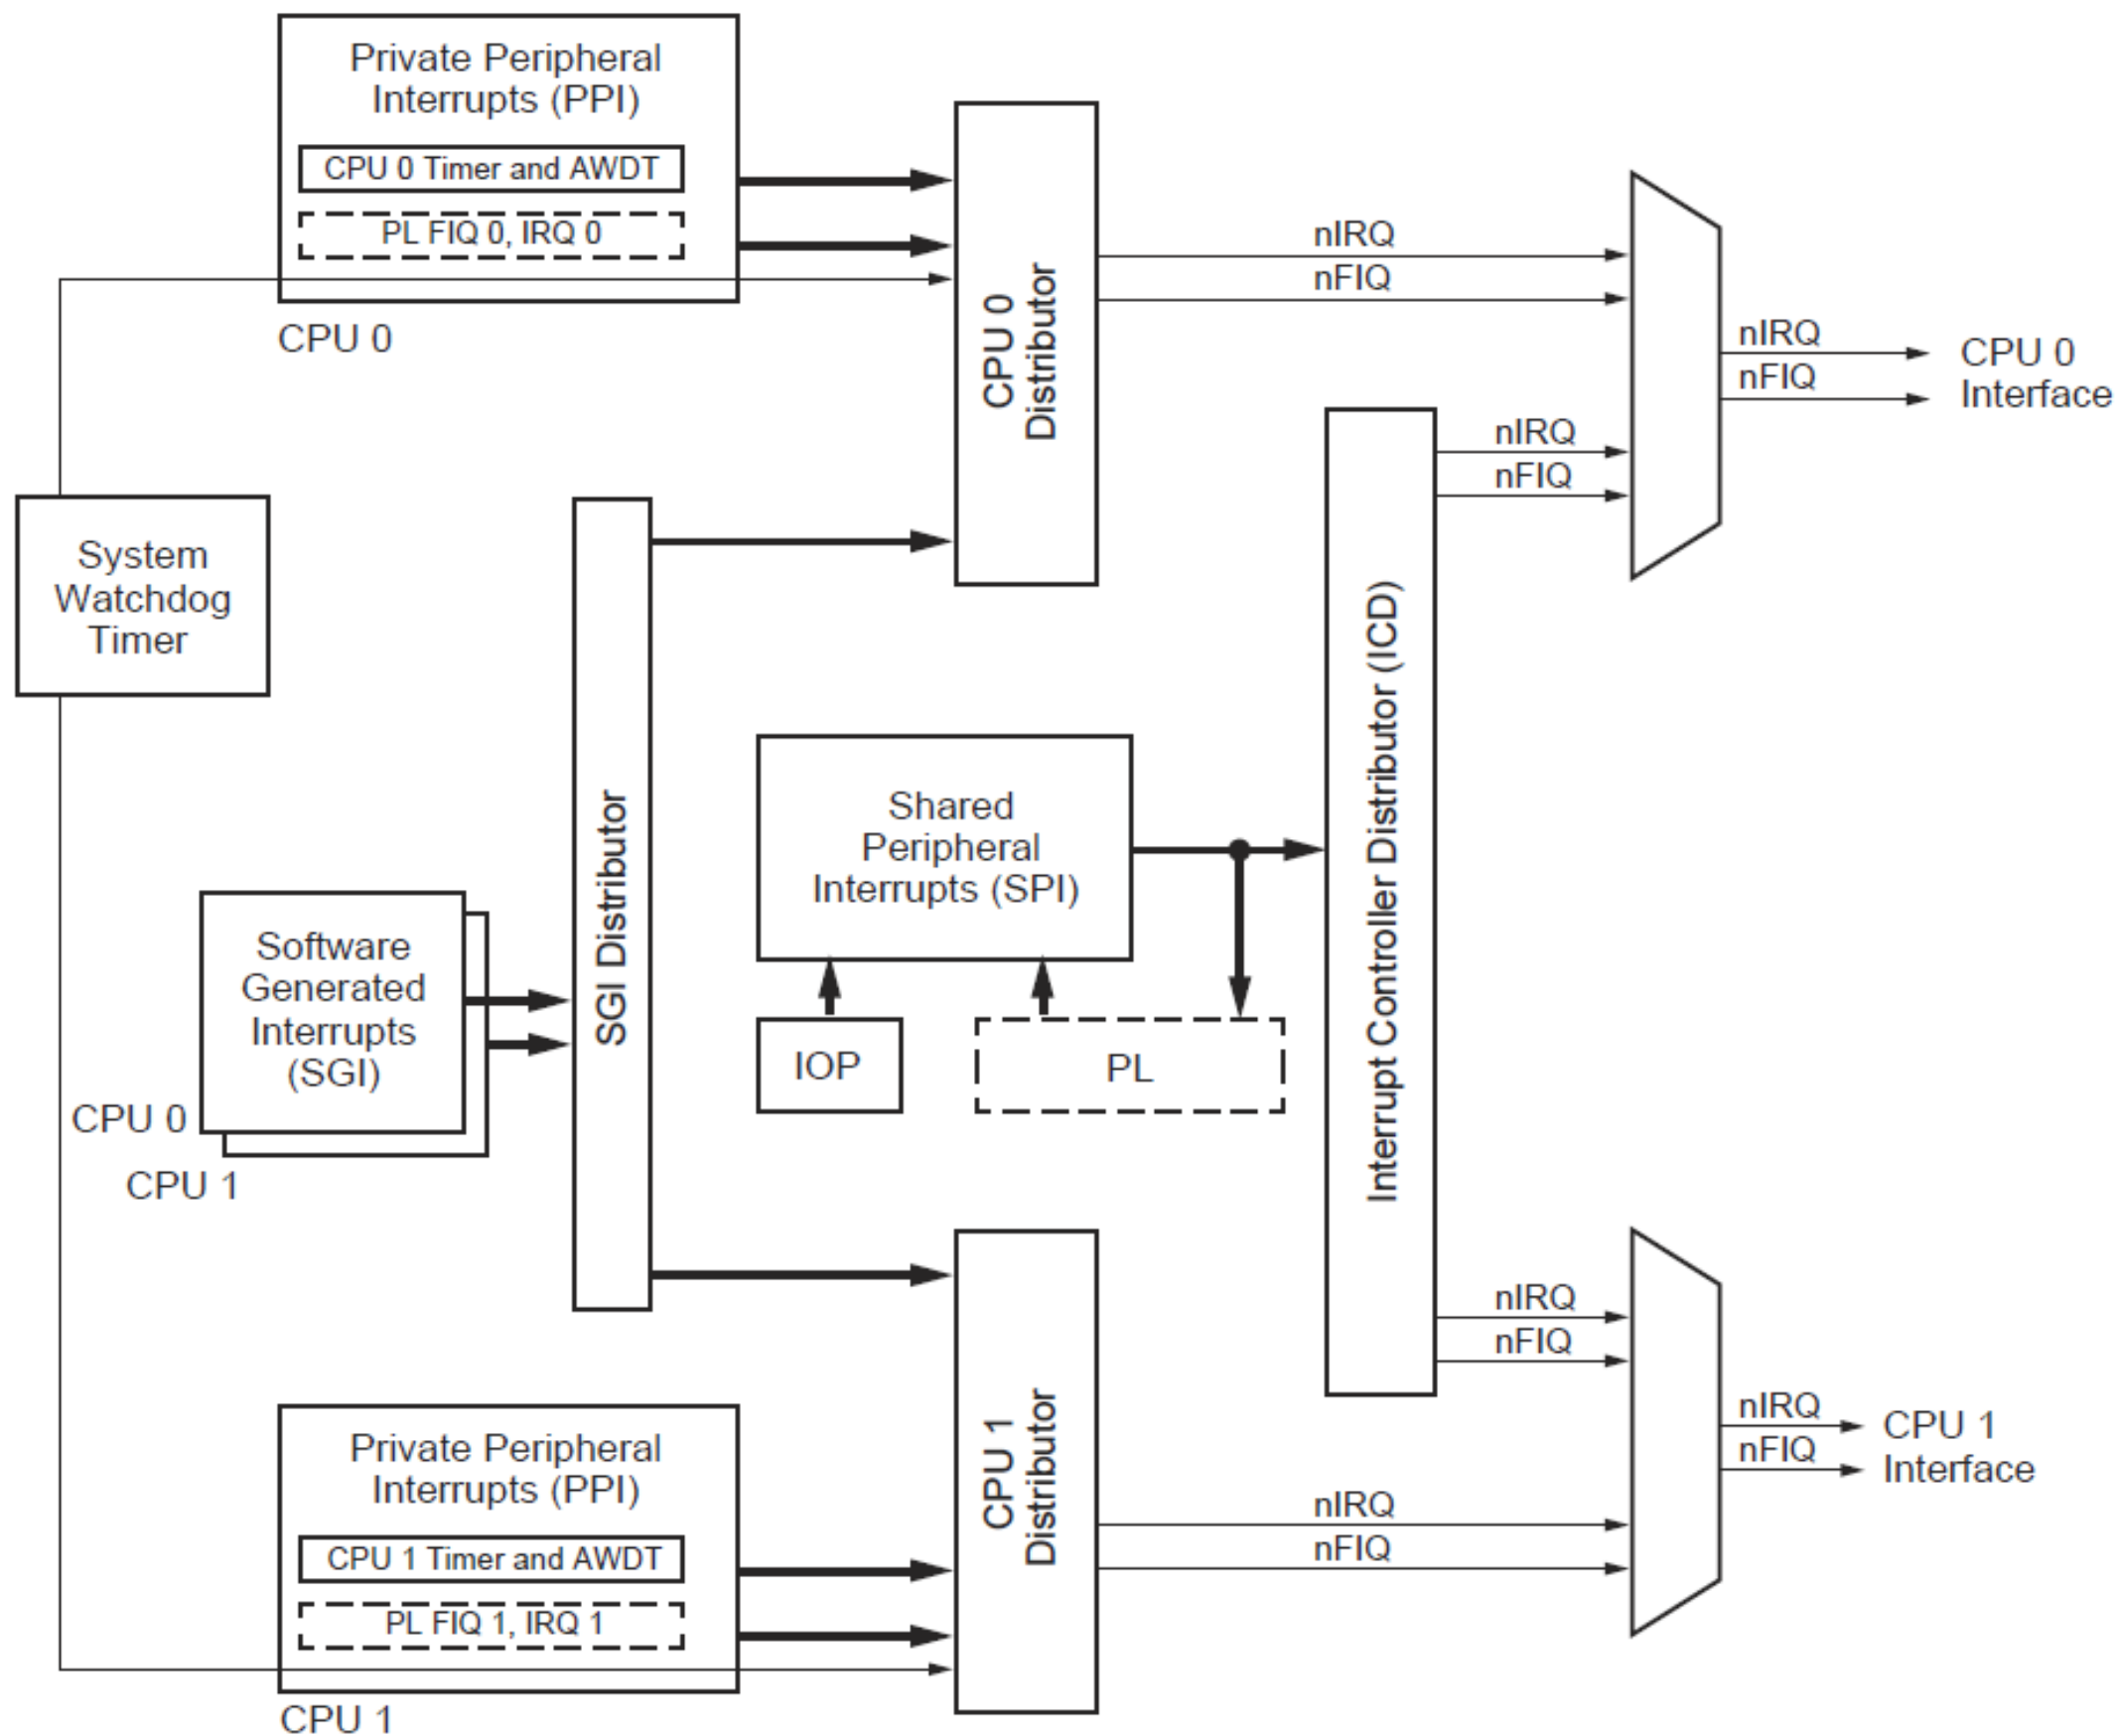 Private Peripheral
Interrupts (PPI)
CPU 0 Timer and AWDT
PL FIQ 0, IRQ 0
CPU 0
CPU 0
Distributor
nIRQ
nFIQ
nIRQ
nFIQ
CPU 0
Interface
nIRQ
nFIQ
System
Watchdog
Timer
SGI Distributor
Interrupt Controller Distributor (ICD)
Shared
Peripheral
Interrupts (SPI)
IOP
PL
Software
Generated
Interrupts
(SGI)
CPU 0
CPU 1
nIRQ
nFIQ
nIRQ
nFIQ
CPU 1
Interface
Private Peripheral
Interrupts (PPI)
CPU 1 Timer and AWDT
PL FIQ 1, IRQ 1
CPU 1
CPU 1
Distributor
nIRQ
nFIQ